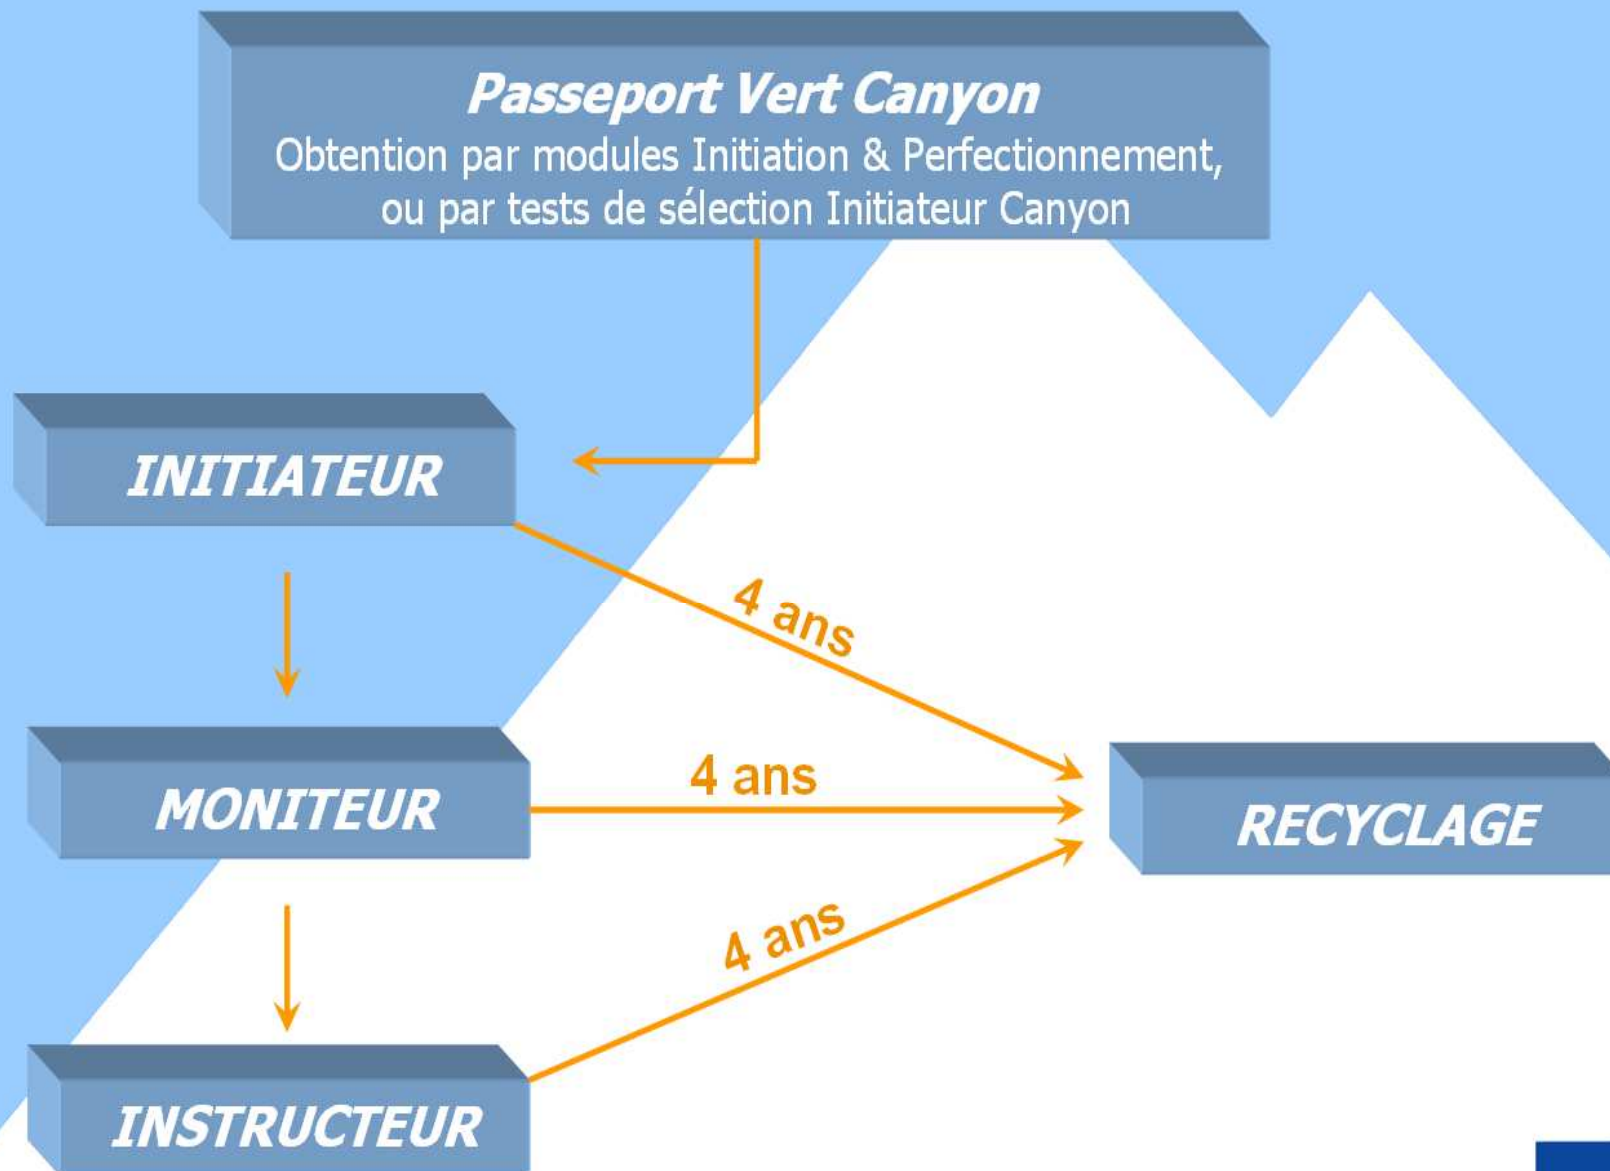 Passeport Vert Canyon
Obtention par modules Initiation & Perfectionnement,
ou par tests de sélection Initiateur Canyon
INITIATEUR
4 ans
MONITEUR
4 ans
RECYCLAGE
4 ans
INSTRUCTEUR